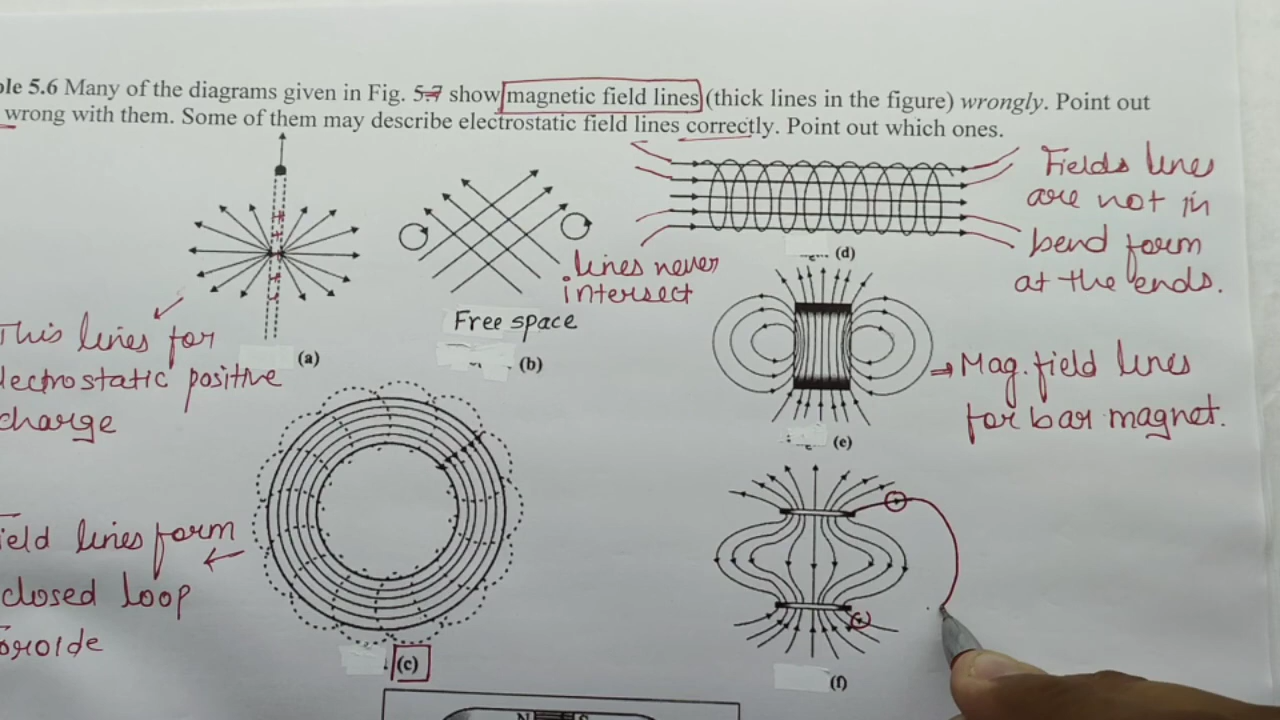 ple 5.6 Many of the diagrams given in Fig. 5.7 show magnetic field lines (thick lines in the figure) wrongly. Point out
wrong with them. Some of them may describe electrostatic field lines correctly. Point out which ones.
Fields lines
are not in
bend form
at the ends.
(d)
lines never
intersect
Free space
(b)
This lines for
lectrostatic positive
charge
(a)
Mag. field lines
for bar magnet.
(e)
ield lines form
closed loop
oroide
(c)
(f)
N S